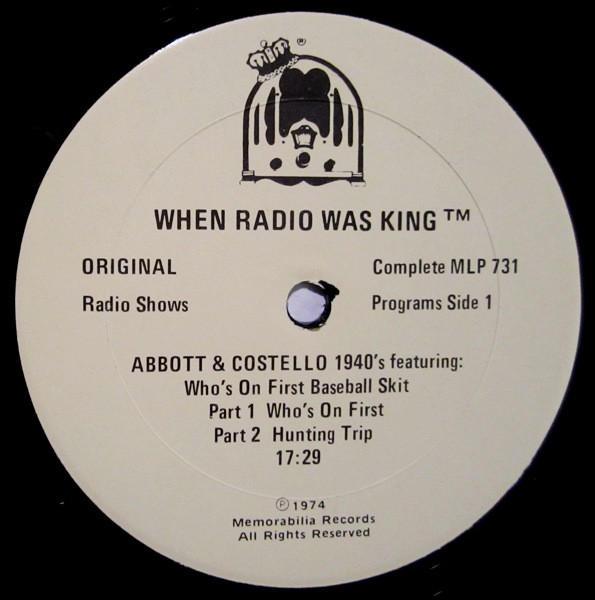 ®
WHEN RADIO WAS KING ™
ORIGINAL Complete MLP 731
Radio Shows Programs Side 1
ABBOTT & COSTELLO 1940's featuring:
Who's On First Baseball Skit
Part 1 Who's On First
Part 2 Hunting Trip
17:29
℗ 1974
Memorabilia Records
All Rights Reserved